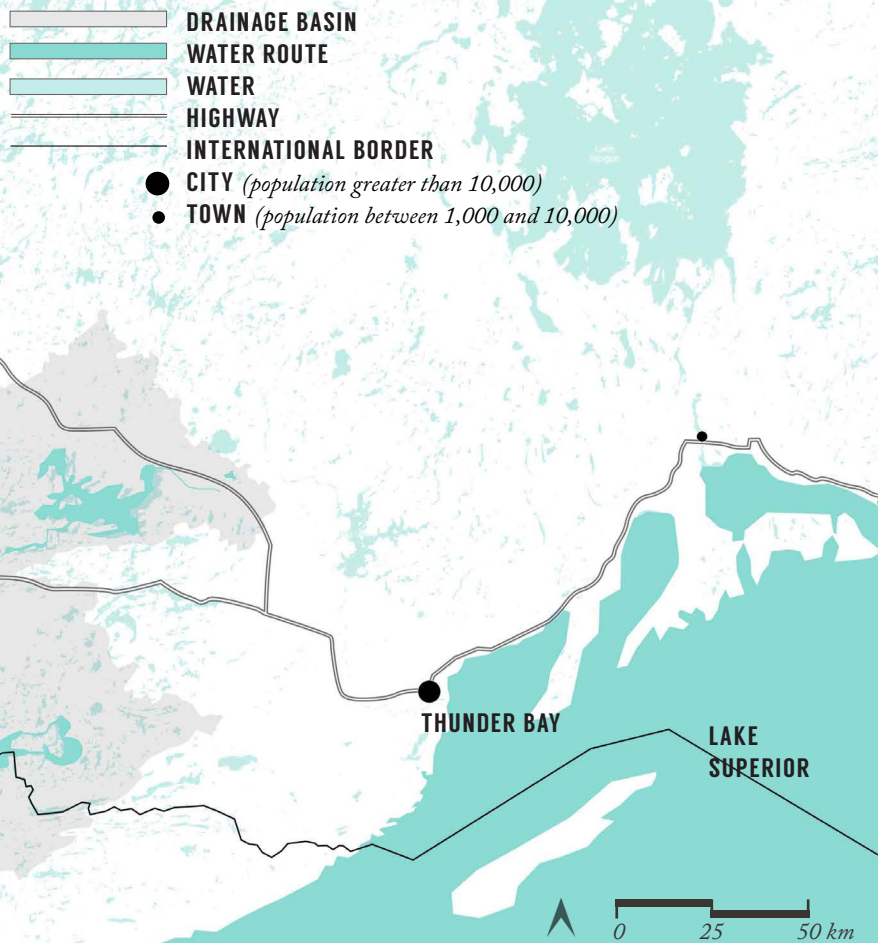 DRAINAGE BASIN
WATER ROUTE
WATER
HIGHWAY
INTERNATIONAL BORDER
CITY (population greater than 10,000)
TOWN (population between 1,000 and 10,000)
THUNDER BAY
LAKE
SUPERIOR
0 25 50 km